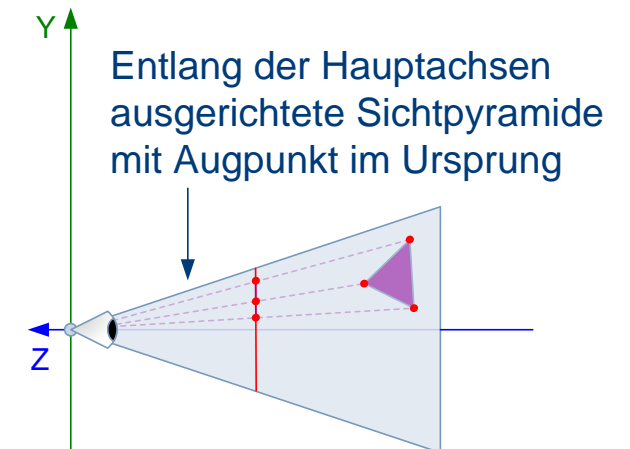 Y
Entlang der Hauptachsen
ausgerichtete Sichtpyramide
mit Augpunkt im Ursprung
Z